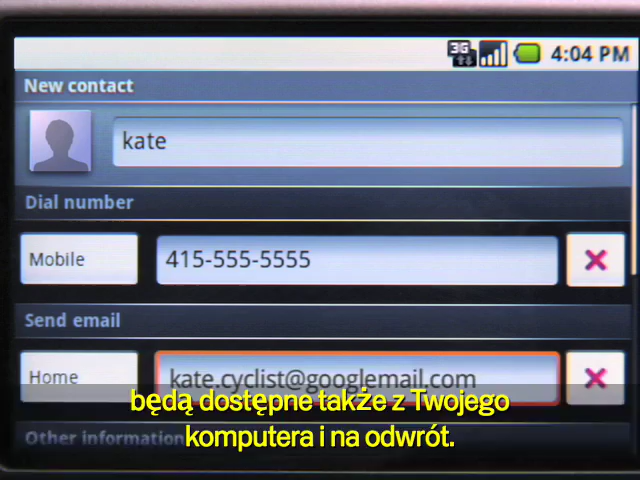 3G 4:04 PM
New contact
kate
Dial number
Mobile 415-555-5555
Send email
Home kate.cyclist@googlemail.com
będą dostępne także z Twojego
komputera i na odwrót.
Other information